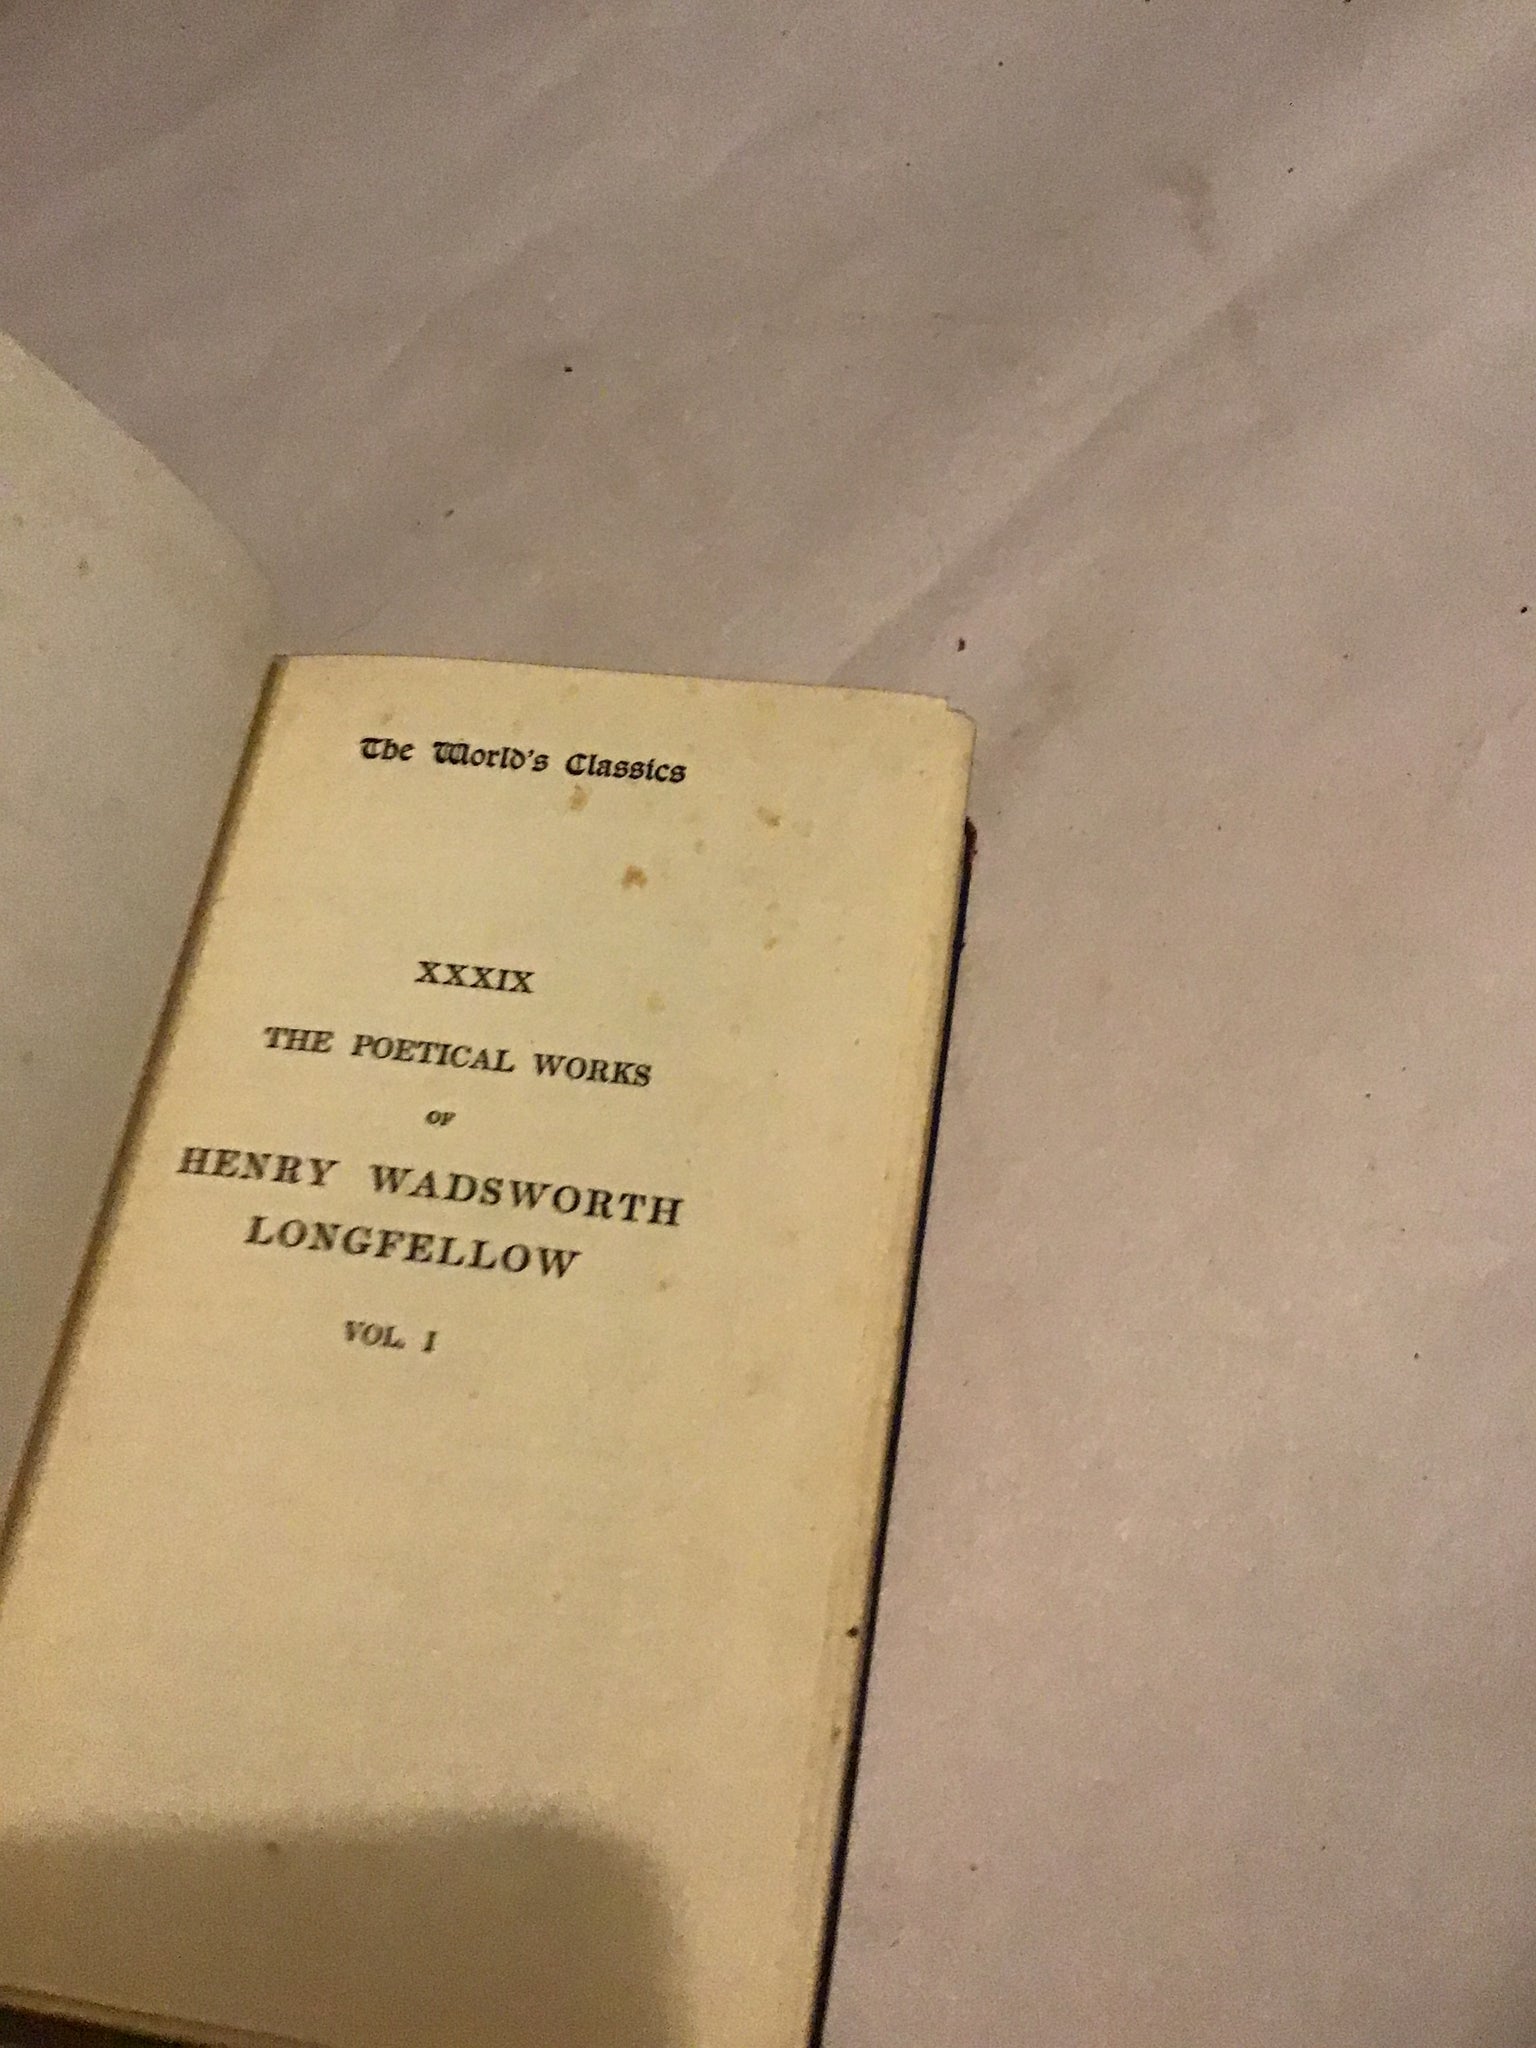 The World's Classics
XXXIX
THE POETICAL WORKS
OF
HENRY WADSWORTH
LONGFELLOW
VOL. I